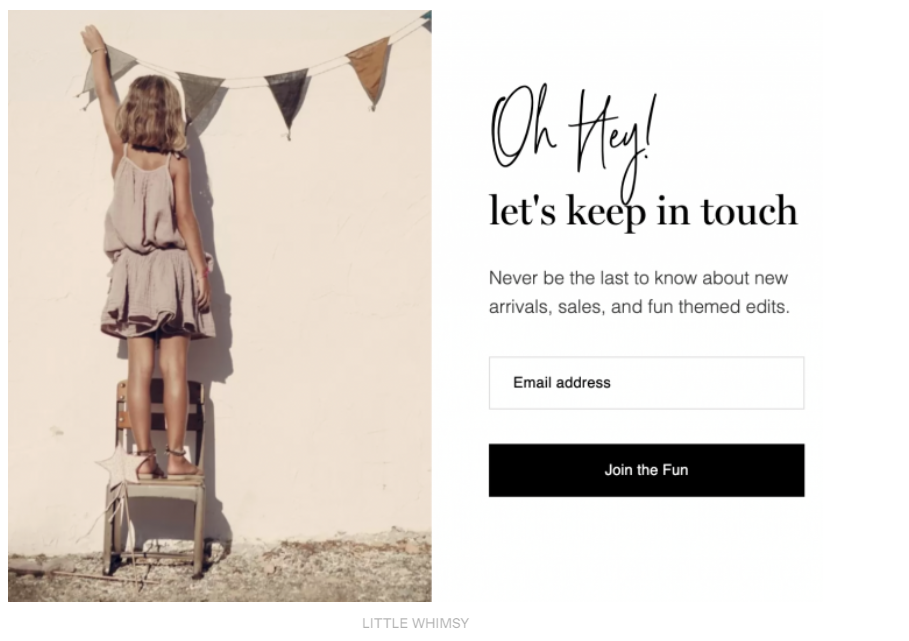 Oh Hey!
let's keep in touch
Never be the last to know about new
arrivals, sales, and fun themed edits.
Email address
Join the Fun
LITTLE WHIMSY